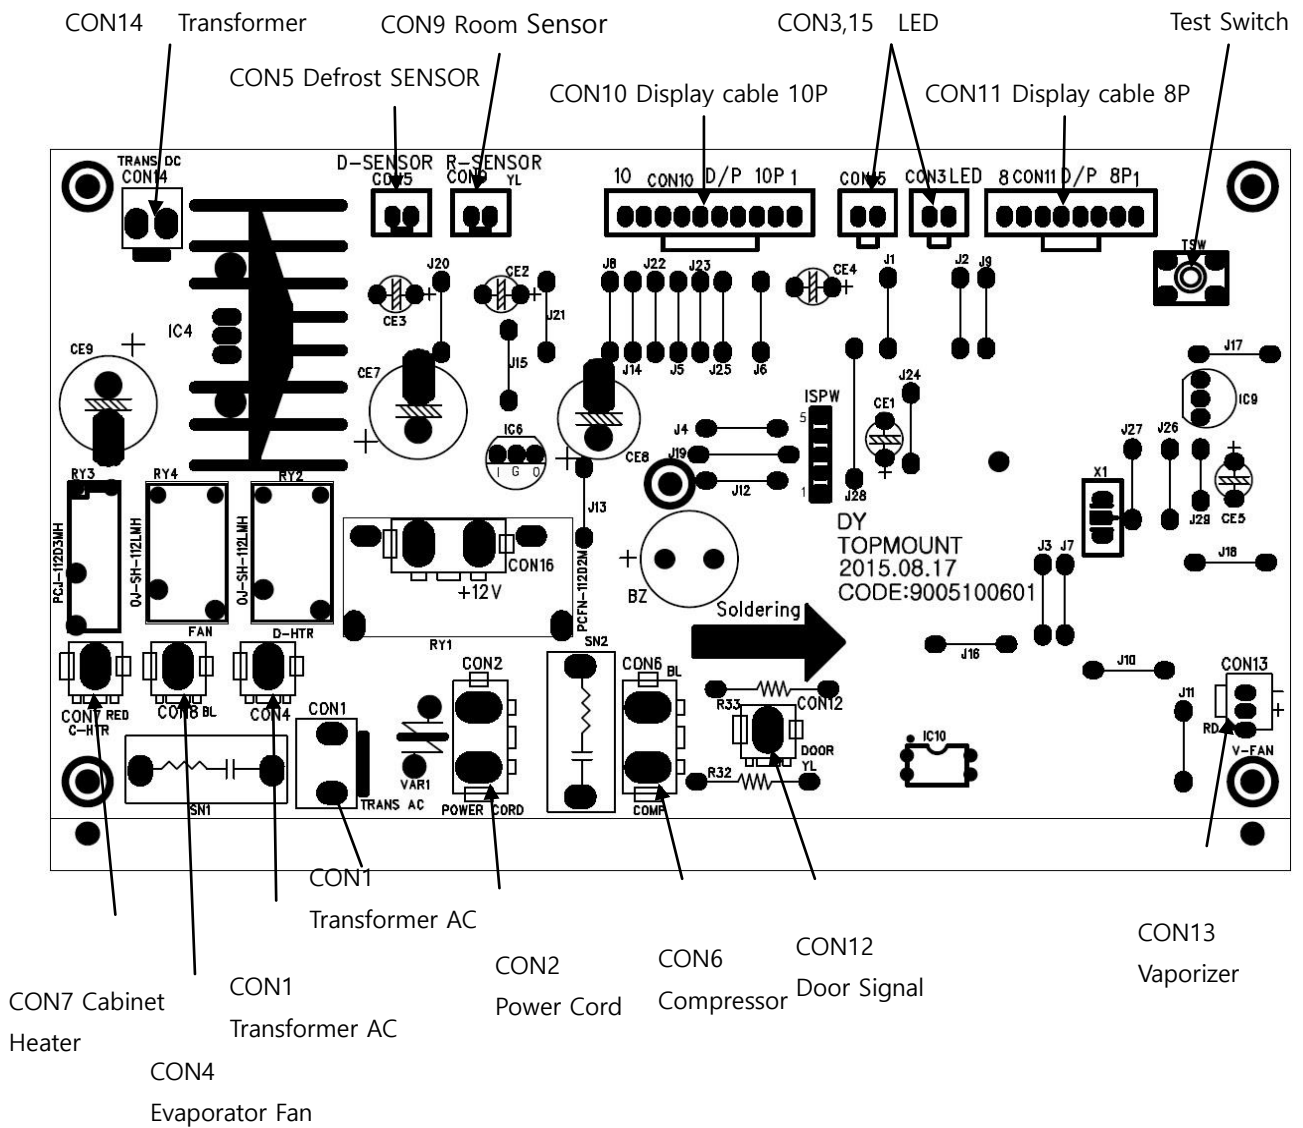 CON14 Transformer
CON9 Room Sensor
CON3,15 LED
Test Switch
CON5 Defrost SENSOR
CON10 Display cable 10P
CON11 Display cable 8P
TRANS DC
CON14
D-SENSOR
CON5
R-SENSOR
CON9 YL
10 CON10 D/P 10P 1
CON15
CON3 LED
8 CON11 D/P 8P 1
TSW
J20
CE2
J8
J22
J23
CE4
J1
J2
J9
CE3
J21
IC4
CE9
CE7
J15
J14
J5
J25
J6
J17
J24
ISPW
5
CE1
IC9
IC6
I G O
J4
J27
J26
CE8
J19
RY3
RY4
RY2
J12
1
J28
X1
J29
CE5
J13
PCJ-112D3MH
OJ-SH-112LMH
OJ-SH-112LMH
CON16
+12V
PCFN-112D2M
BZ
DY
TOPMOUNT
2015.08.17
CODE:9005100601
J3
J7
J18
Soldering
FAN
D-HTR
RY1
SN2
CON2
CON6
BL
J16
J10
CON13
CON7 RED
C-HTR
CON8 BL
CON4
CON1
R33
CON12
J11
RD
IC10
V-FAN
DOOR
YL
R32
VAR1
SN1
TRANS AC
POWER CORD
COMP
CON1
Transformer AC
CON2
Power Cord
CON6
Compressor
CON12
Door Signal
CON13
Vaporizer
CON7 Cabinet
Heater
CON1
Transformer AC
CON4
Evaporator Fan